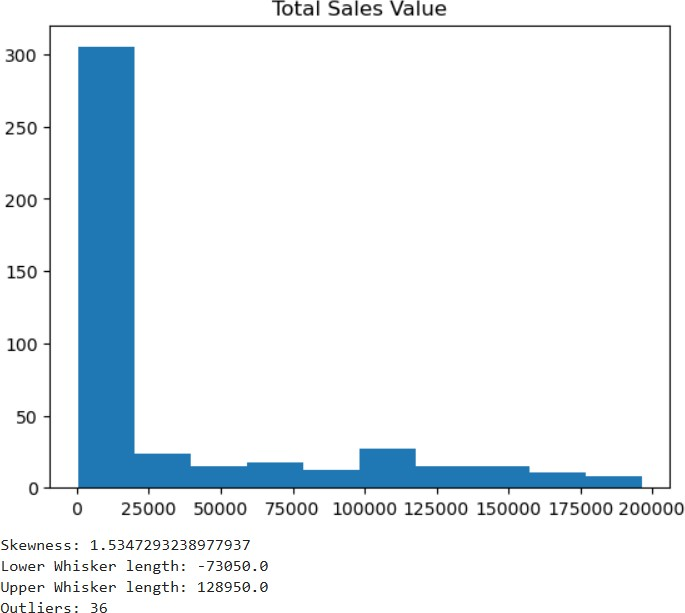 Total Sales Value
300
250
200
150
100
50
0
0 25000 50000 75000 100000 125000 150000 175000 200000
Skewness: 1.5347293238977937
Lower Whisker length: -73050.0
Upper Whisker length: 128950.0
Outliers: 36